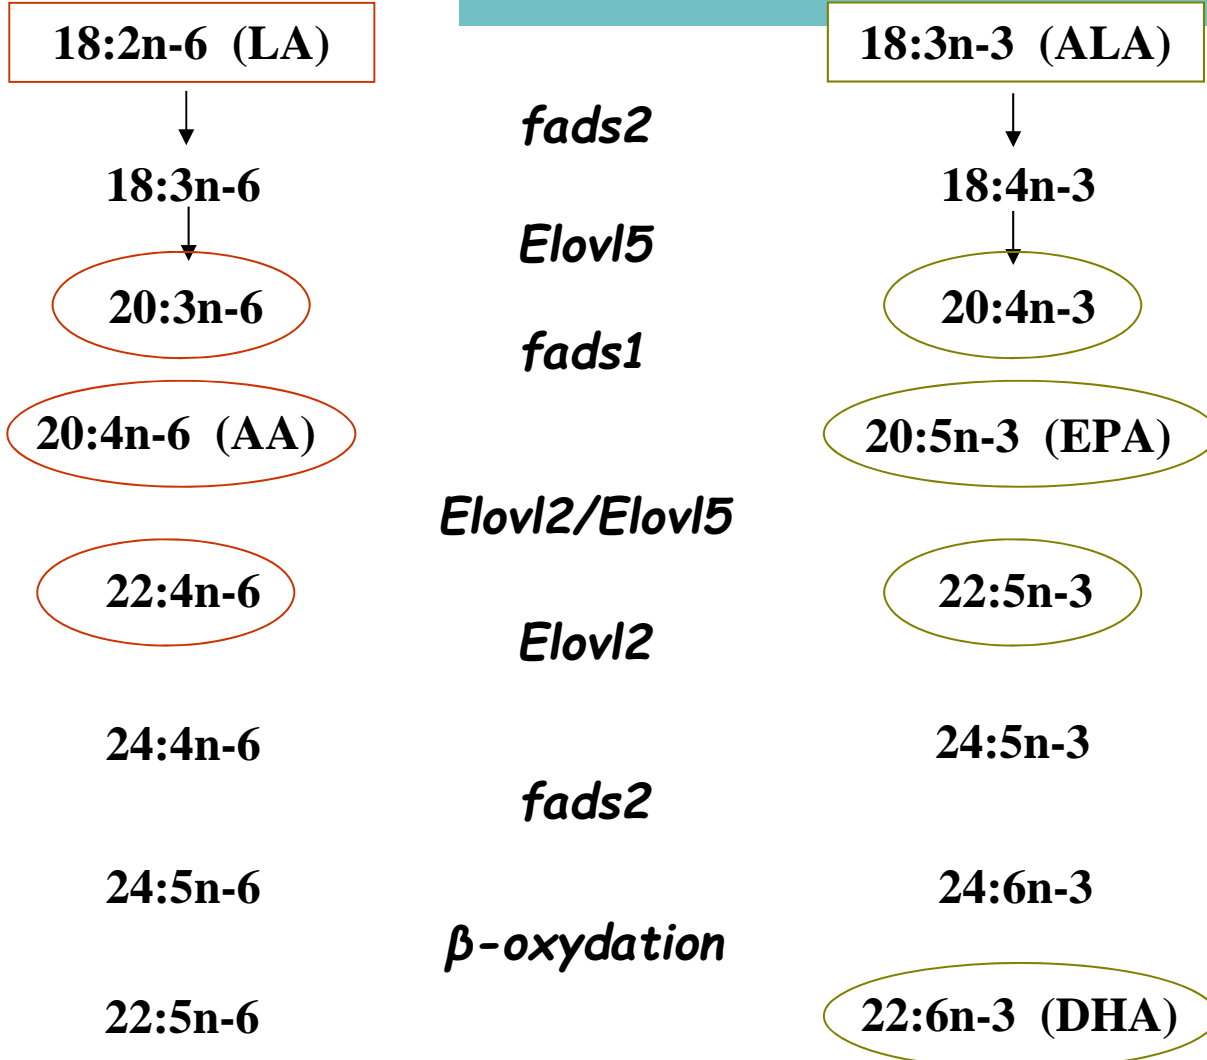 18:2n-6 (LA)
18:3n-3 (ALA)
fads2
18:3n-6
18:4n-3
Elovl5
20:3n-6
20:4n-3
fads1
20:4n-6 (AA)
20:5n-3 (EPA)
Elovl2/Elovl5
22:4n-6
22:5n-3
Elovl2
24:4n-6
24:5n-3
fads2
24:5n-6
24:6n-3
β-oxydation
22:5n-6
22:6n-3 (DHA)